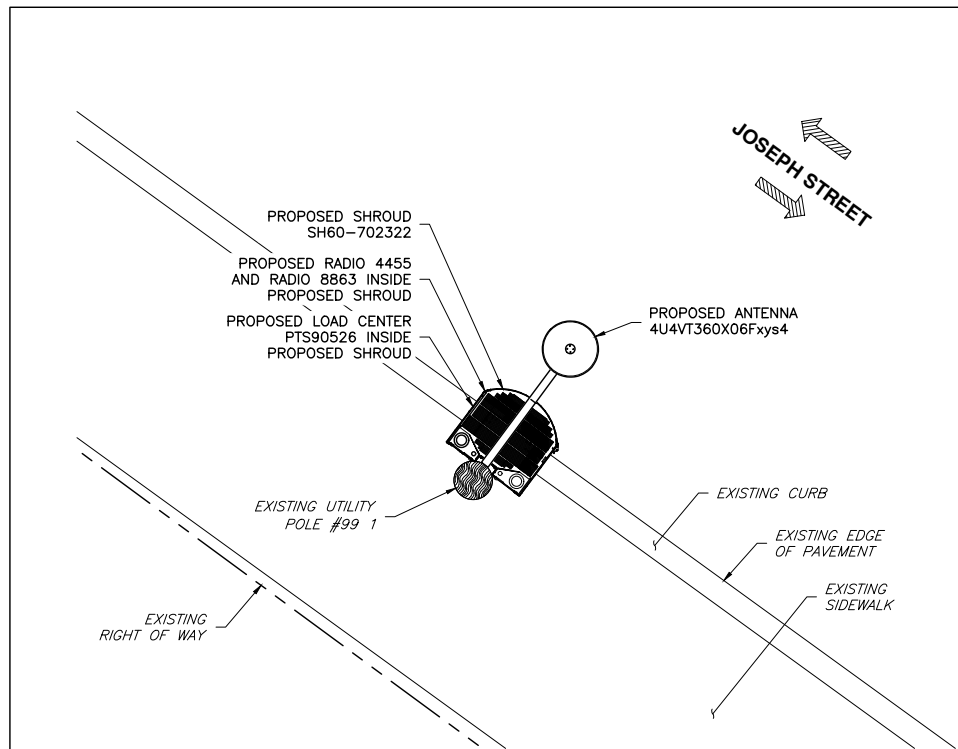 JOSEPH STREET
PROPOSED SHROUD
SH60-702322
PROPOSED RADIO 4455
AND RADIO 8863 INSIDE
PROPOSED SHROUD
PROPOSED LOAD CENTER
PTS90526 INSIDE
PROPOSED SHROUD
PROPOSED ANTENNA
4U4VT360X06Fxys4
EXISTING UTILITY
POLE #99 1
EXISTING CURB
EXISTING EDGE
OF PAVEMENT
EXISTING
SIDEWALK
EXISTING
RIGHT OF WAY